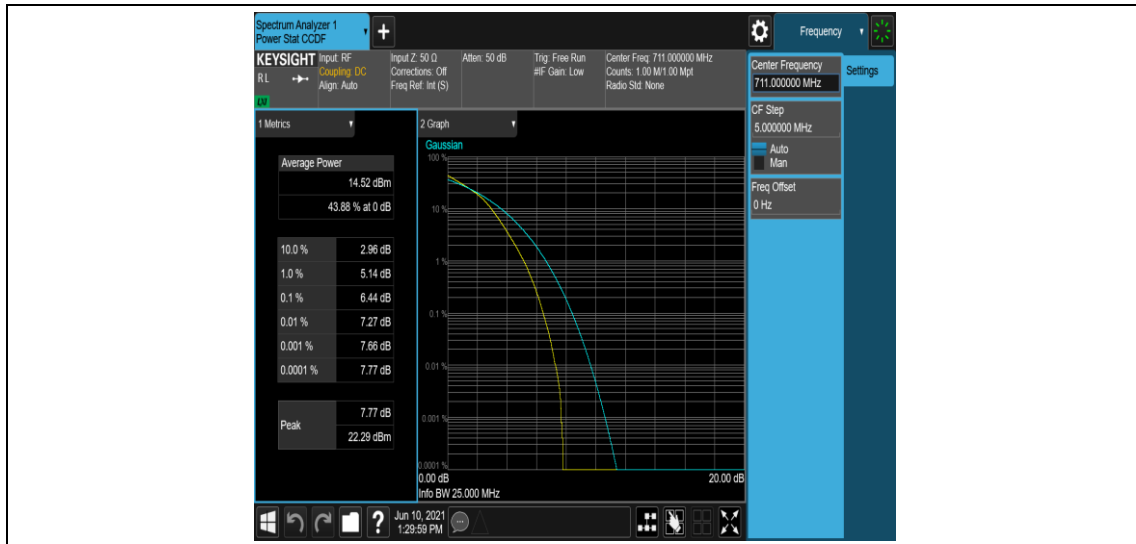 Spectrum Analyzer 1
Power Stat CCDF
+
Frequency
KEYSIGHT
RL
Input: RF
Coupling: DC
Align: Auto
Input Z: 50 Ω
Corrections: Off
Freq Ref: Int (S)
Atten: 50 dB
Trig: Free Run
#IF Gain: Low
Center Freq: 711.000000 MHz
Counts: 1.00 M/1.00 Mpt
Radio Std: None
Center Frequency
711.000000 MHz
Settings
CF Step
5.000000 MHz
Auto
Man
Freq Offset
0 Hz
1 Metrics
Average Power
14.52 dBm
43.88 % at 0 dB
10.0 % 2.96 dB
1.0 % 5.14 dB
0.1 % 6.44 dB
0.01 % 7.27 dB
0.001 % 7.66 dB
0.0001 % 7.77 dB
Peak
7.77 dB
22.29 dBm
2 Graph
Gaussian
100 %
10 %
1 %
0.1 %
0.01 %
0.001 %
0.0001 %
0.00 dB
20.00 dB
Info BW 25.000 MHz
?
Jun 10, 2021
1:29:59 PM